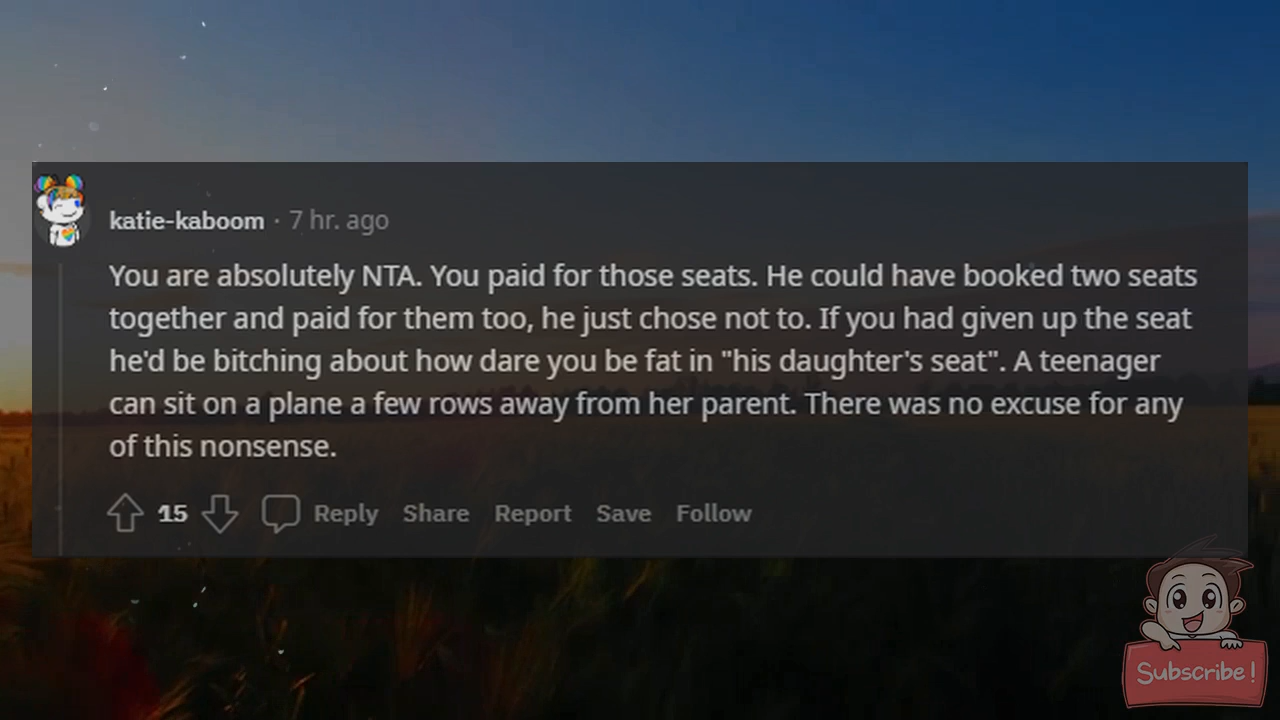 katie-kaboom · 7 hr. ago
You are absolutely NTA. You paid for those seats. He could have booked two seats
together and paid for them too, he just chose not to. If you had given up the seat
he'd be bitching about how dare you be fat in "his daughter's seat". A teenager
can sit on a plane a few rows away from her parent. There was no excuse for any
of this nonsense.
15 Reply Share Report Save Follow
Subscribe!